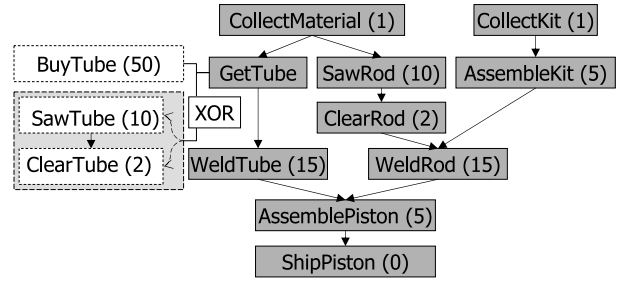 CollectMaterial (1)
CollectKit (1)
BuyTube (50)
GetTube
SawRod (10)
AssembleKit (5)
SawTube (10)
XOR
ClearRod (2)
ClearTube (2)
WeldTube (15)
WeldRod (15)
AssemblePiston (5)
ShipPiston (0)